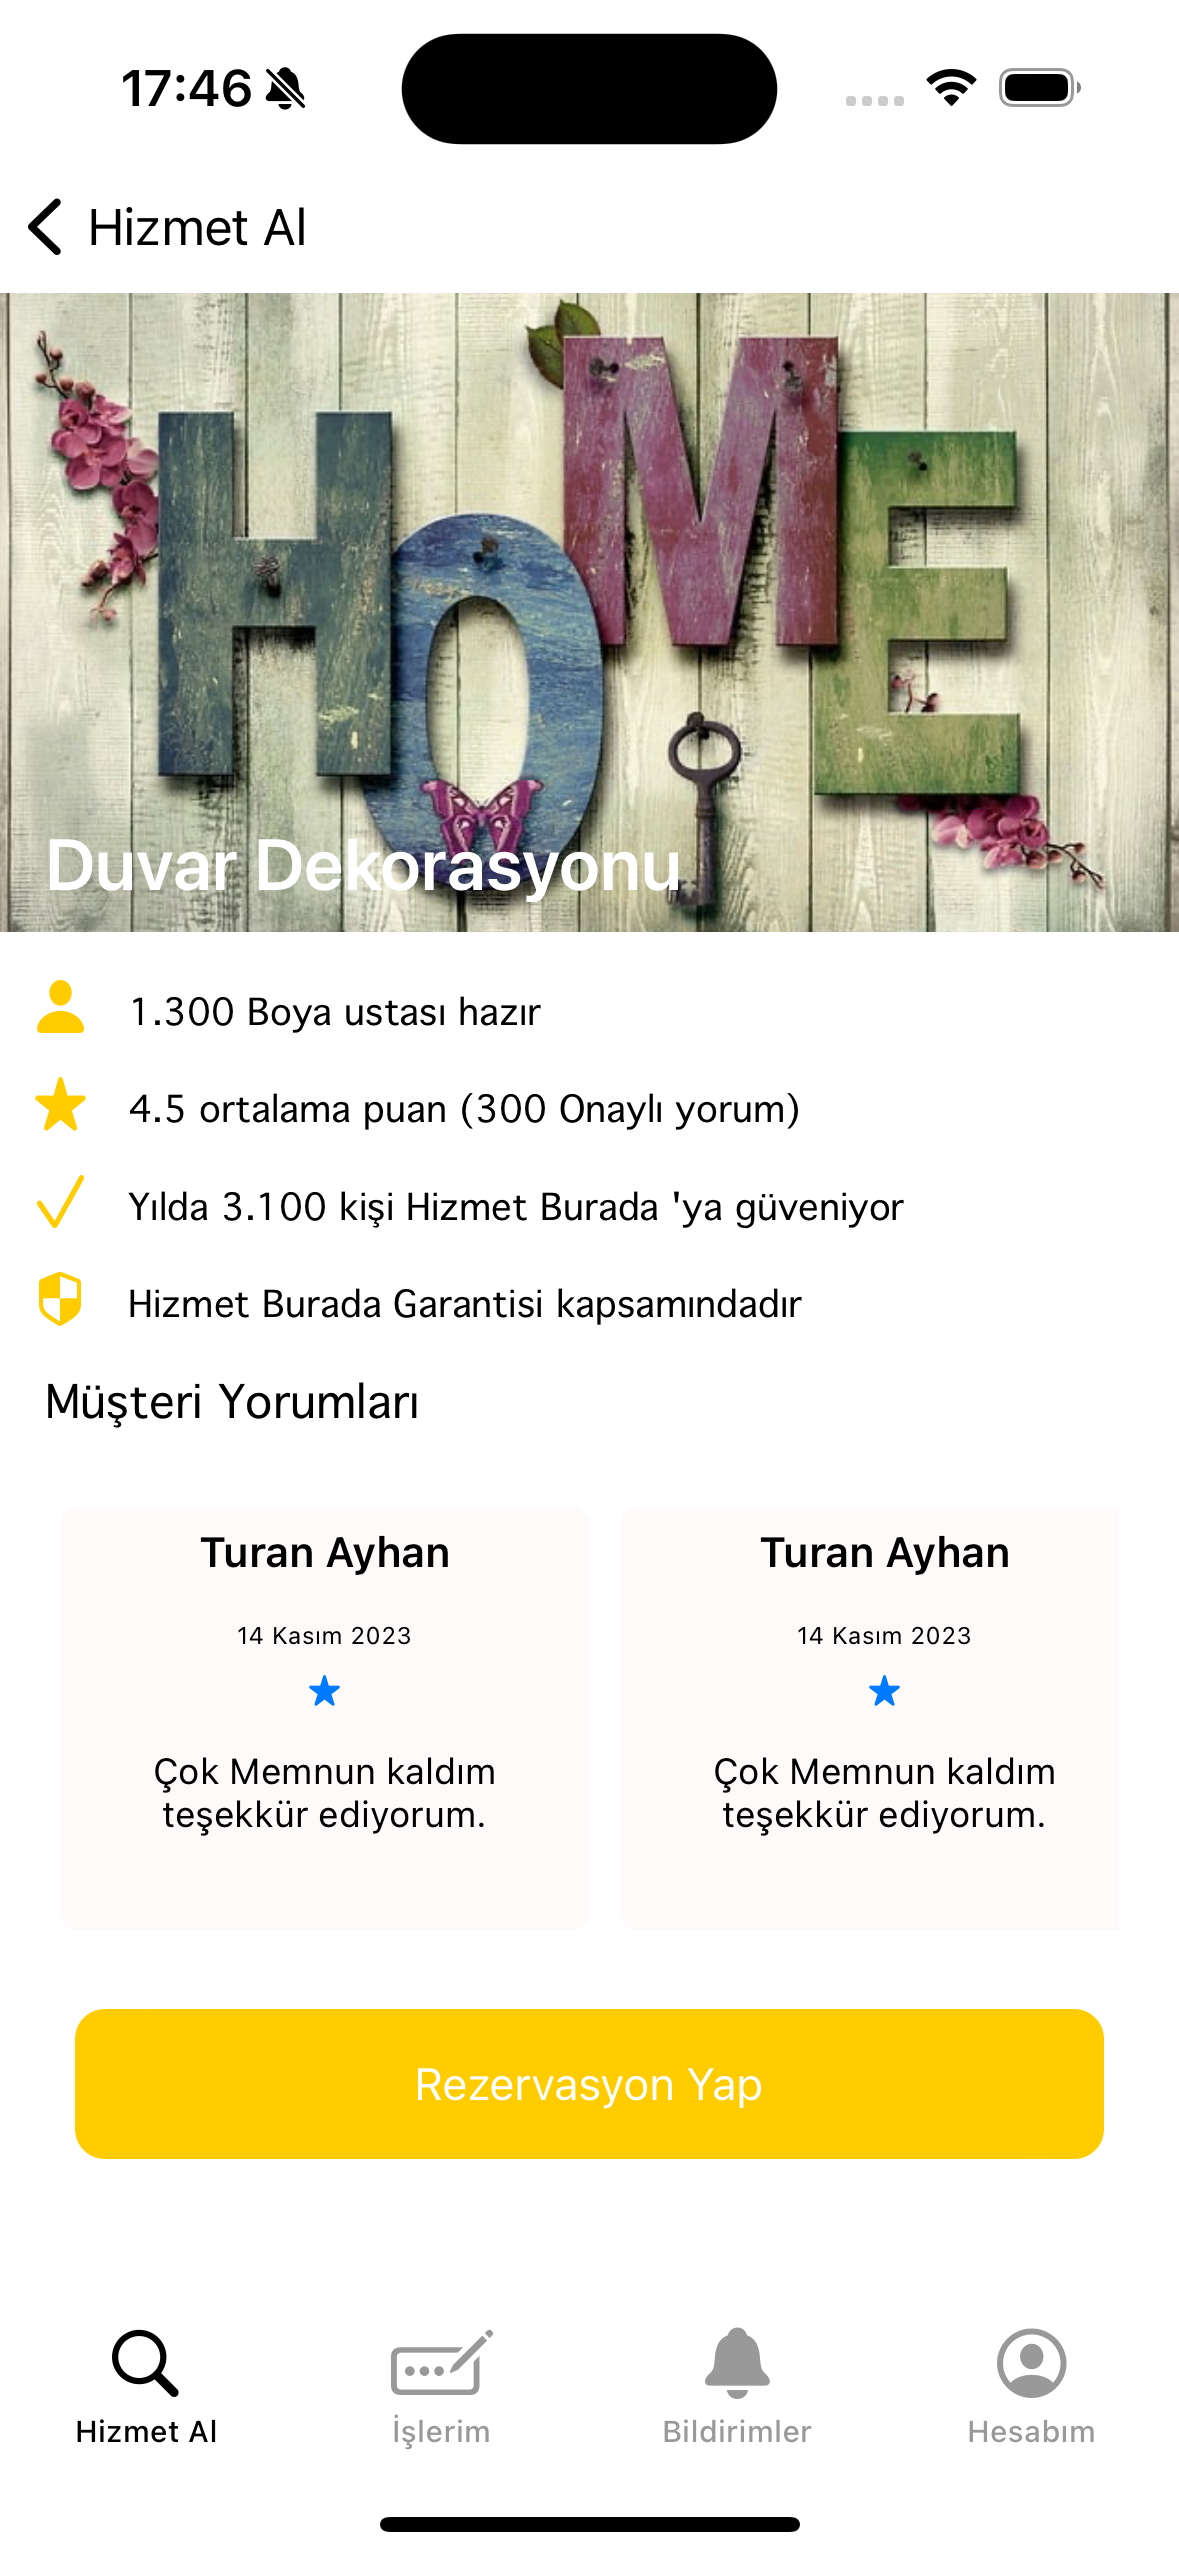 17:46
Hizmet Al
HOME
Duvar Dekorasyonu
1.300 Boya ustası hazır
4.5 ortalama puan (300 Onaylı yorum)
Yılda 3.100 kişi Hizmet Burada 'ya güveniyor
Hizmet Burada Garantisi kapsamındadır
Müşteri Yorumları
Turan Ayhan
14 Kasım 2023
Çok Memnun kaldım
teşekkür ediyorum.
Turan Ayhan
14 Kasım 2023
Çok Memnun kaldım
teşekkür ediyorum.
Rezervasyon Yap
Hizmet Al
İşlerim
Bildirimler
Hesabım